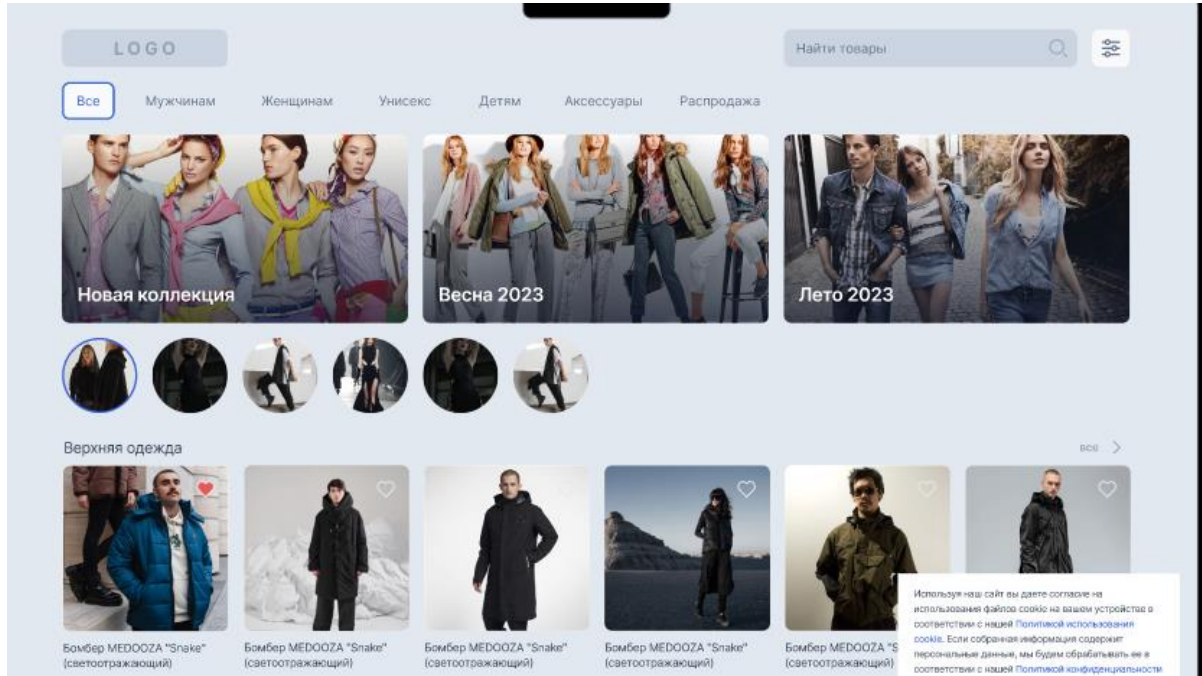 LOGO
Найти товары
Все Мужчинам Женщинам Унисекс Детям Аксессуары Распродажа
Новая коллекция Весна 2023 Лето 2023
Верхняя одежда все
Бомбер MEDOOZA "Snake" Бомбер MEDOOZA "Snake" Бомбер MEDOOZA "Snake" Бомбер MEDOOZA "Snake" Бомбер MEDOOZA "S
(светоотражающий) (светоотражающий) (светоотражающий) (светоотражающий) (светоотражающий)
Используя наш сайт вы даете согласие на
использования файлов cookie на вашем устройстве в
соответствии с нашей Политикой использования
cookie. Если собранная информация содержит
персональные данные, мы будем обрабатывать ее в
соответствии с нашей Политикой конфиденциальности